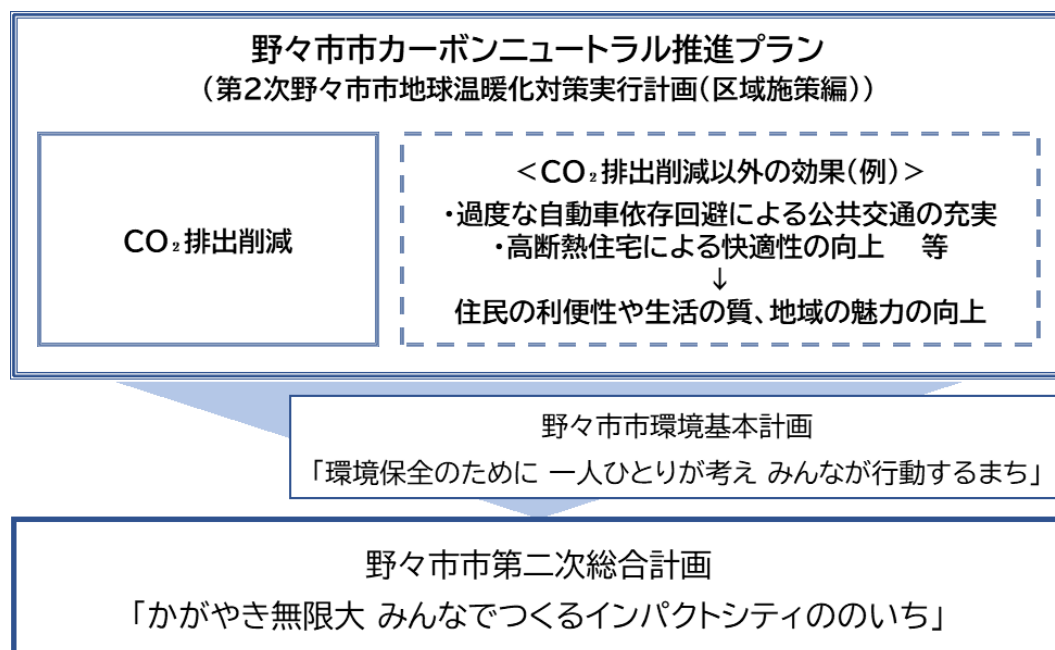 野々市市カーボンニュートラル推進プラン
（第2次野々市市地球温暖化対策実行計画（区域施策編））
CO₂排出削減
＜CO₂排出削減以外の効果（例）＞
・過度な自動車依存回避による公共交通の充実
・高断熱住宅による快適性の向上　等
↓
住民の利便性や生活の質、地域の魅力の向上
野々市市環境基本計画
「環境保全のために 一人ひとりが考え みんなが行動するまち」
野々市市第二次総合計画
「かがやき無限大 みんなでつくるインパクトシティののいち」